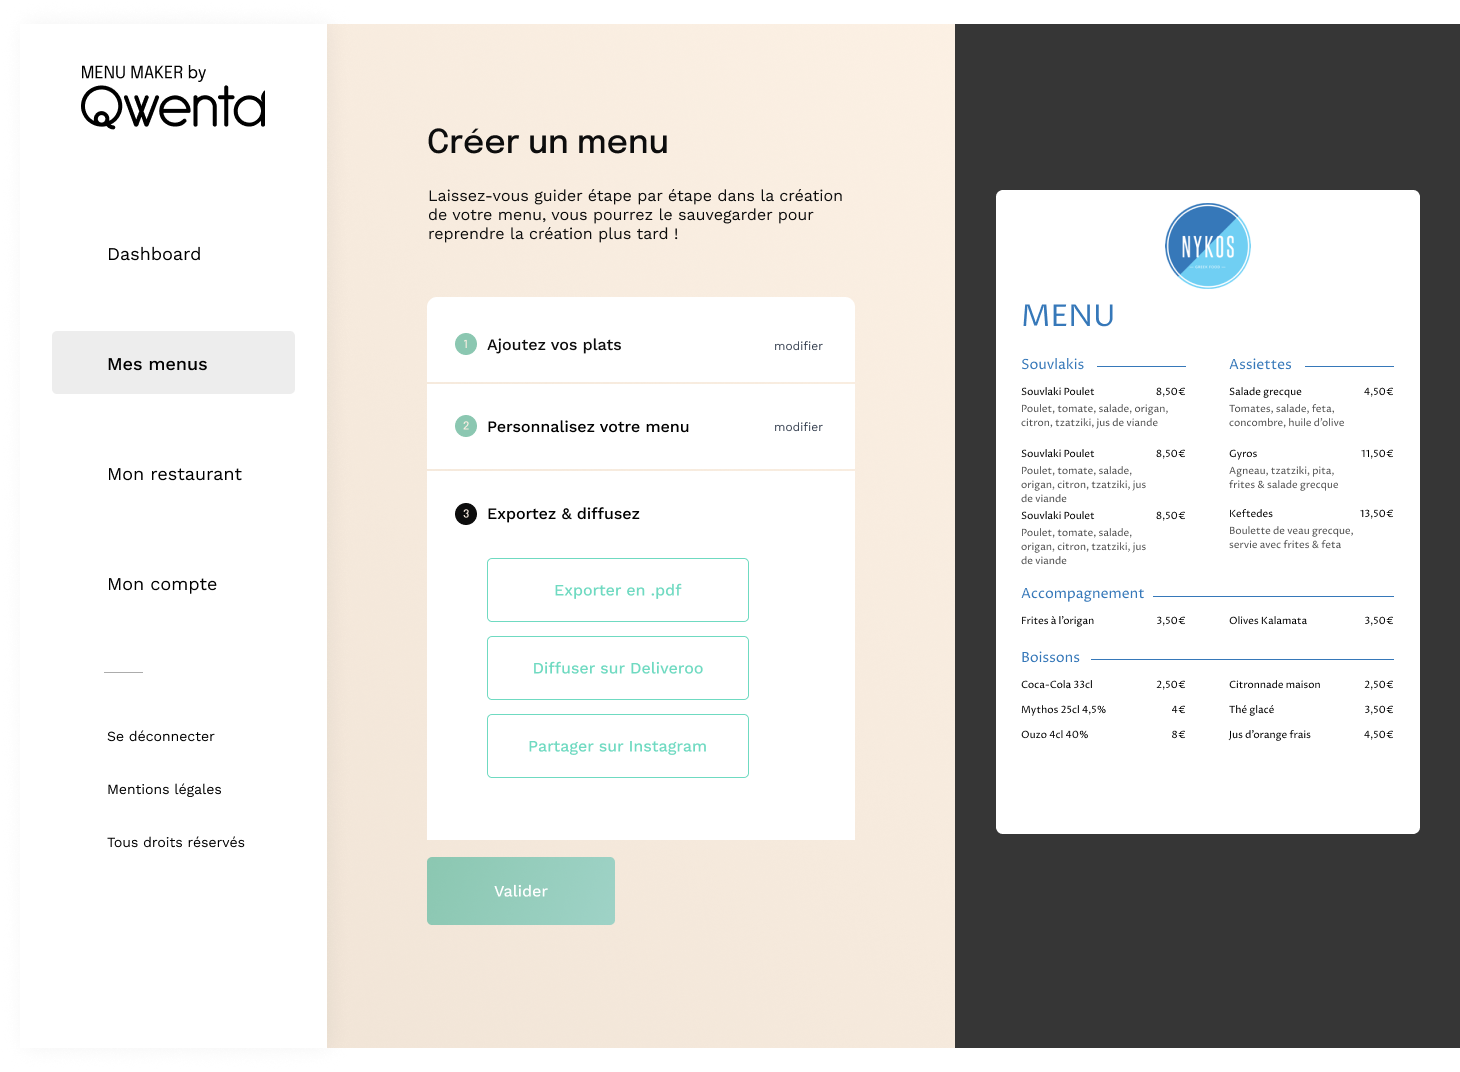 MENU MAKER by
Qwenta
Dashboard
Mes menus
Mon restaurant
Mon compte
Se déconnecter
Mentions légales
Tous droits réservés
Créer un menu
Laissez-vous guider étape par étape dans la création
de votre menu, vous pourrez le sauvegarder pour
reprendre la création plus tard !
1 Ajoutez vos plats modifier
2 Personnalisez votre menu modifier
3 Exportez & diffusez
Exporter en .pdf
Diffuser sur Deliveroo
Partager sur Instagram
Valider
NYKOS
MENU
Souvlakis
Souvlaki Poulet 8,50€
Poulet, tomate, salade, origan,
citron, tzatziki, jus de viande
Souvlaki Poulet 8,50€
Poulet, tomate, salade,
origan, citron, tzatziki, jus
de viande
Souvlaki Poulet 8,50€
Poulet, tomate, salade,
origan, citron, tzatziki, jus
de viande
Assiettes
Salade grecque 4,50€
Tomates, salade, feta,
concombre, huile d'olive
Gyros 11,50€
Agneau, tzatziki, pita,
frites & salade grecque
Keftedes 13,50€
Boulette de veau grecque,
servie avec frites & feta
Accompagnement
Frites à l'origan 3,50€ Olives Kalamata 3,50€
Boissons
Coca-Cola 33cl 2,50€ Citronnade maison 2,50€
Mythos 25cl 4,5% 4€ Thé glacé 3,50€
Ouzo 4cl 40% 8€ Jus d'orange frais 4,50€